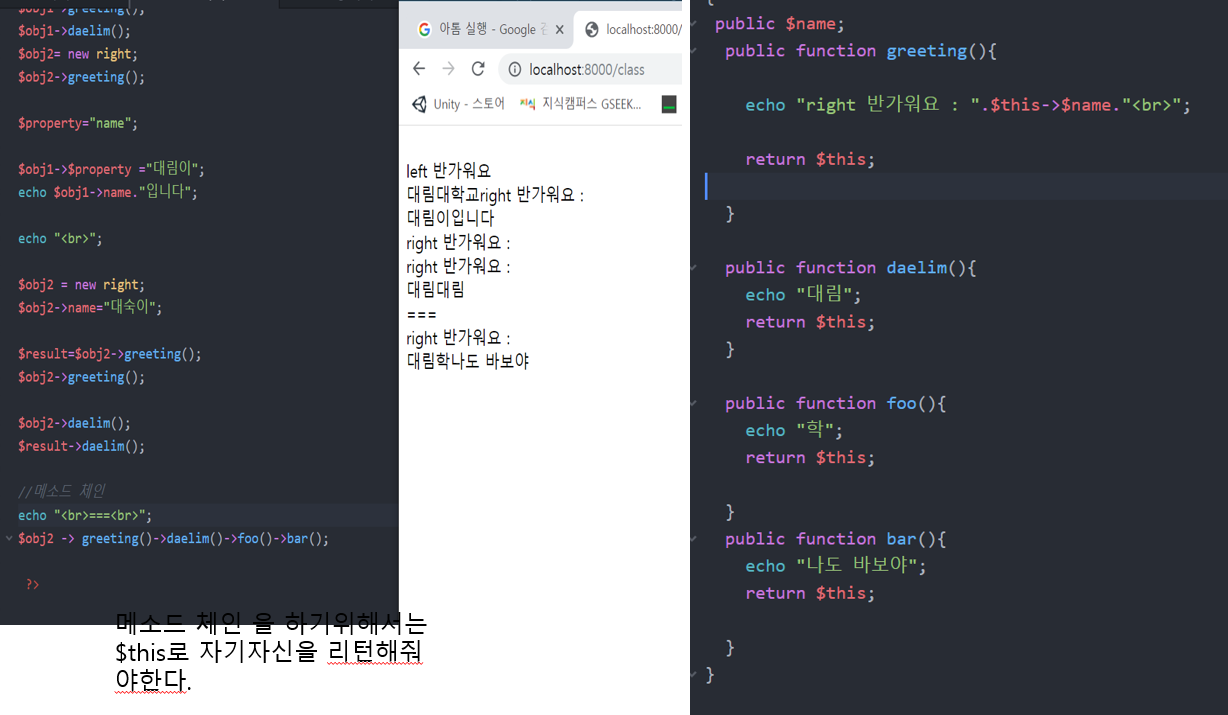 $obj1->greeting();
$obj1->daelim();
$obj2= new right;
$obj2->greeting();
$property="name";
$obj1->$property ="대림이";
echo $obj1->name."입니다";
echo "<br>";
$obj2 = new right;
$obj2->name="대숙이";
$result=$obj2->greeting();
$obj2->greeting();
$obj2->daelim();
$result->daelim();
//메소드 체인
echo "<br>===<br>";
$obj2 -> greeting()->daelim()->foo()->bar();
?>
메소드 체인 을 하기위해서는
$this로 자기자신을 리턴해줘
야한다.
아톰 실행 - Google
localhost:8000/
localhost:8000/class
Unity - 스토어
지식캠퍼스 GSEEK...
left 반가워요
대림대학교right 반가워요 :
대림이입니다
right 반가워요 :
right 반가워요 :
대림대림
===
right 반가워요 :
대림학나도 바보야
{
public $name;
public function greeting(){
echo "right 반가워요 : ".$this->$name."<br>";
return $this;
}
public function daelim(){
echo "대림";
return $this;
}
public function foo(){
echo "학";
return $this;
}
public function bar(){
echo "나도 바보야";
return $this;
}
}